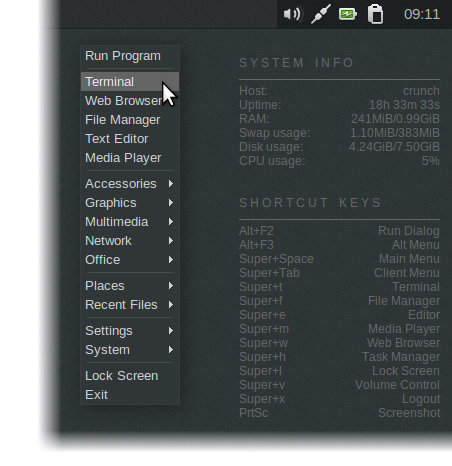 09:11
Run Program
Terminal
Web Browser
File Manager
Text Editor
Media Player
Accessories
Graphics
Multimedia
Network
Office
Places
Recent Files
Settings
System
Lock Screen
Exit
SYSTEM INFO
Host: crunch
Uptime: 18h 33m 33s
RAM: 241MiB/0.99GiB
Swap usage: 1.10MiB/383MiB
Disk usage: 4.24GiB/7.50GiB
CPU usage: 5%
SHORTCUT KEYS
Alt+F2 Run Dialog
Alt+F3 Alt Menu
Super+Space Main Menu
Super+Tab Client Menu
Super+t Terminal
Super+f File Manager
Super+e Editor
Super+m Media Player
Super+w Web Browser
Super+h Task Manager
Super+l Lock Screen
Super+v Volume Control
Super+x Logout
PrtSc Screenshot